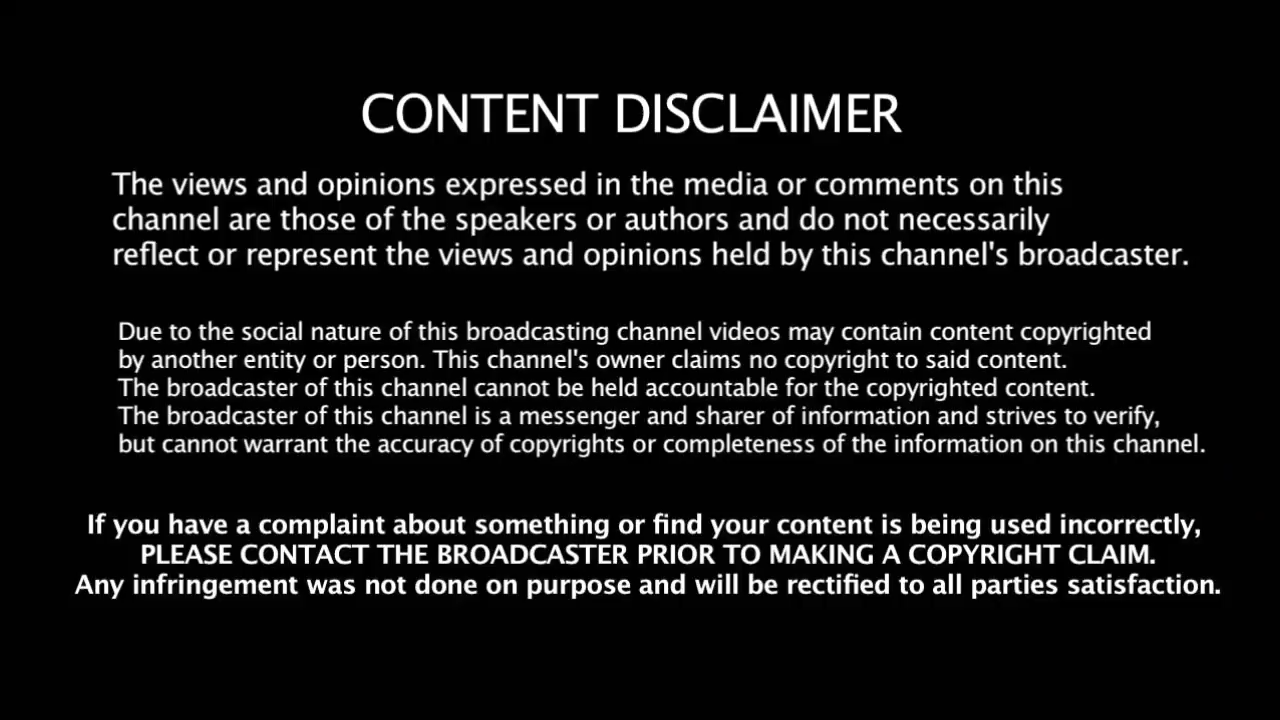 CONTENT DISCLAIMER
The views and opinions expressed in the media or comments on this
channel are those of the speakers or authors and do not necessarily
reflect or represent the views and opinions held by this channel's broadcaster.
Due to the social nature of this broadcasting channel videos may contain content copyrighted
by another entity or person. This channel's owner claims no copyright to said content.
The broadcaster of this channel cannot be held accountable for the copyrighted content.
The broadcaster of this channel is a messenger and sharer of information and strives to verify,
but cannot warrant the accuracy of copyrights or completeness of the information on this channel.
If you have a complaint about something or find your content is being used incorrectly,
PLEASE CONTACT THE BROADCASTER PRIOR TO MAKING A COPYRIGHT CLAIM.
Any infringement was not done on purpose and will be rectified to all parties satisfaction.